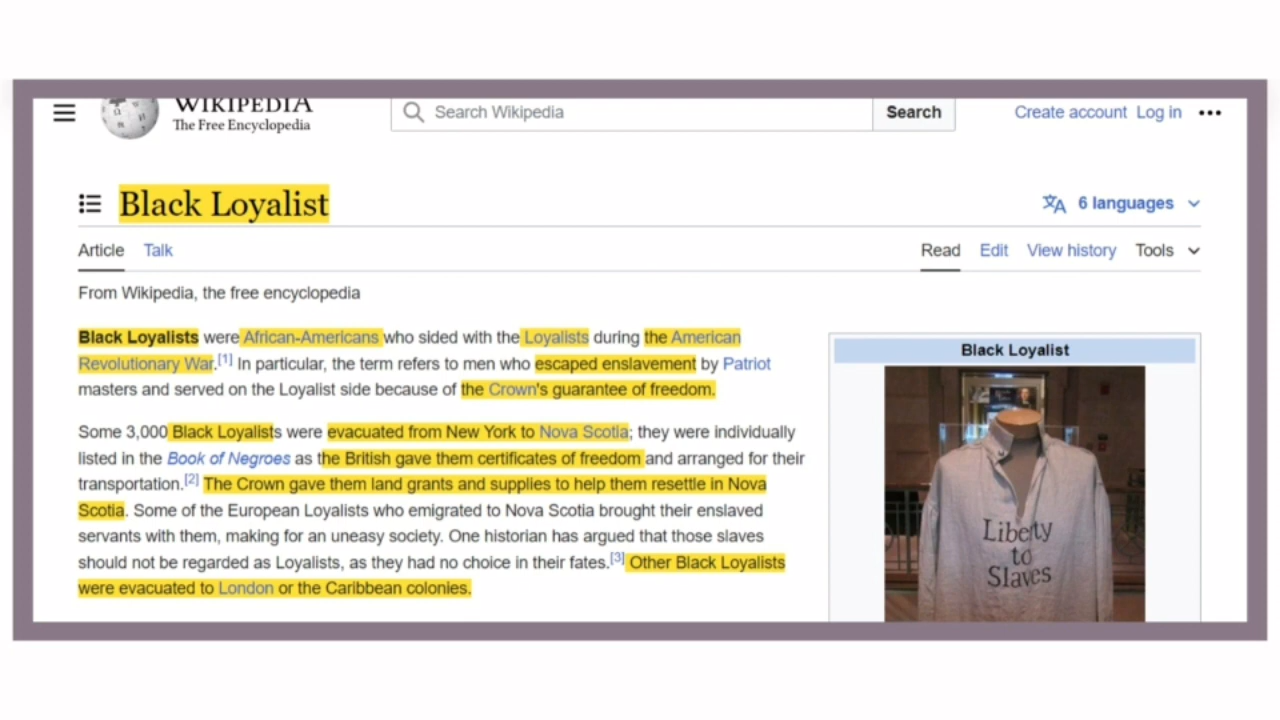 WIKIPEDIA
The Free Encyclopedia
Search Wikipedia
Search
Create account Log in
Black Loyalist
6 languages
Article Talk
Read Edit View history Tools
From Wikipedia, the free encyclopedia
Black Loyalists were African-Americans who sided with the Loyalists during the American
Revolutionary War.[1] In particular, the term refers to men who escaped enslavement by Patriot
masters and served on the Loyalist side because of the Crown's guarantee of freedom.
Some 3,000 Black Loyalists were evacuated from New York to Nova Scotia; they were individually
listed in the Book of Negroes as the British gave them certificates of freedom and arranged for their
transportation.[2] The Crown gave them land grants and supplies to help them resettle in Nova
Scotia. Some of the European Loyalists who emigrated to Nova Scotia brought their enslaved
servants with them, making for an uneasy society. One historian has argued that those slaves
should not be regarded as Loyalists, as they had no choice in their fates.[3] Other Black Loyalists
were evacuated to London or the Caribbean colonies.
Black Loyalist
Liberty
to
Slaves